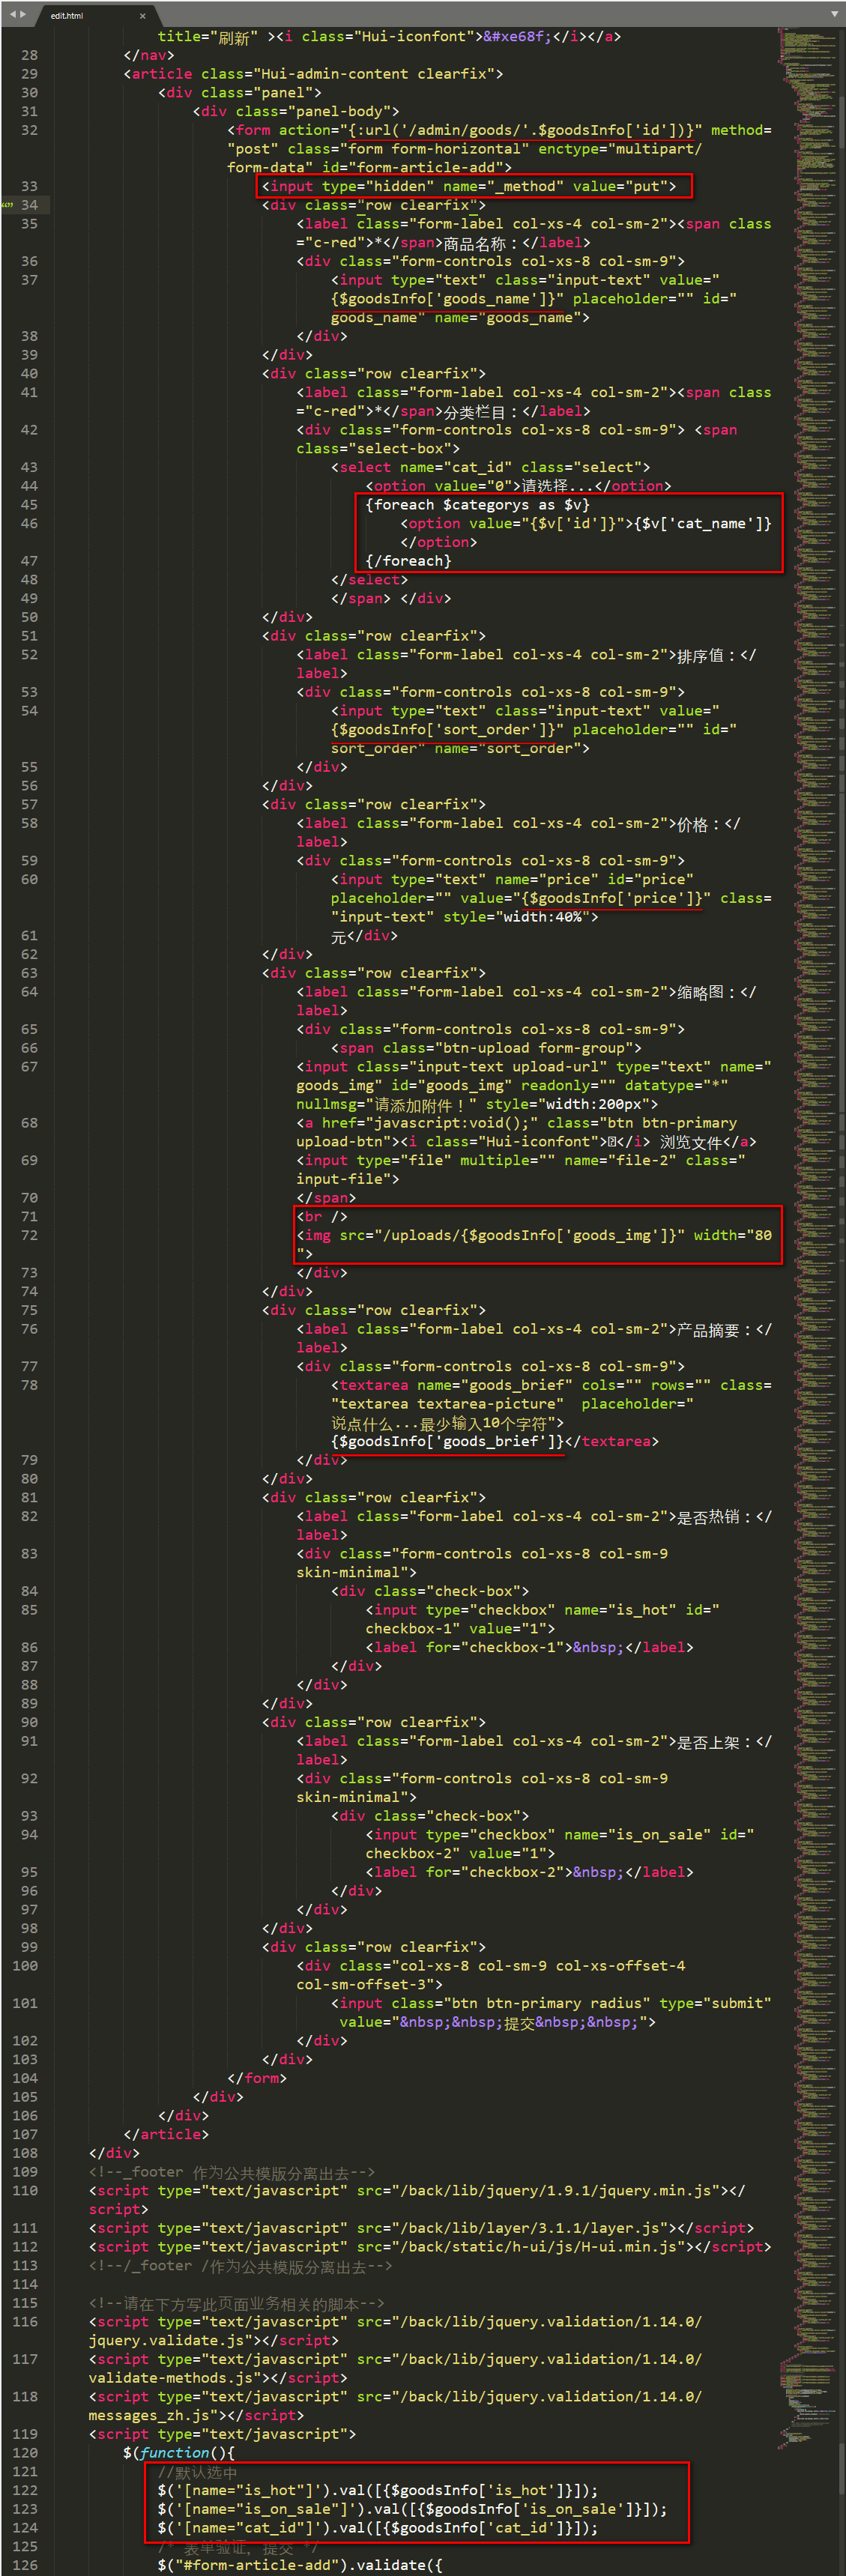 edit.html
title="刷新" ><i class="Hui-iconfont">&#xe68f;</i></a>
28 </nav>
29 <article class="Hui-admin-content clearfix">
30 <div class="panel">
31 <div class="panel-body">
32 <form action="{:url('/admin/goods/'.$goodsInfo['id'])}" method=
"post" class="form form-horizontal" enctype="multipart/
form-data" id="form-article-add">
33 <input type="hidden" name="_method" value="put">
34 <div class="row clearfix">
35 <label class="form-label col-xs-4 col-sm-2"><span class
="c-red">*</span>商品名称：</label>
36 <div class="form-controls col-xs-8 col-sm-9">
37 <input type="text" class="input-text" value="
{$goodsInfo['goods_name']}" placeholder="" id="
goods_name" name="goods_name">
38 </div>
39 </div>
40 <div class="row clearfix">
41 <label class="form-label col-xs-4 col-sm-2"><span class
="c-red">*</span>分类栏目：</label>
42 <div class="form-controls col-xs-8 col-sm-9"> <span
class="select-box">
43 <select name="cat_id" class="select">
44 <option value="0">请选择...</option>
45 {foreach $categorys as $v}
46 <option value="{$v['id']}">{$v['cat_name']}
</option>
47 {/foreach}
48 </select>
49 </span> </div>
50 </div>
51 <div class="row clearfix">
52 <label class="form-label col-xs-4 col-sm-2">排序值：</
label>
53 <div class="form-controls col-xs-8 col-sm-9">
54 <input type="text" class="input-text" value="
{$goodsInfo['sort_order']}" placeholder="" id="
sort_order" name="sort_order">
55 </div>
56 </div>
57 <div class="row clearfix">
58 <label class="form-label col-xs-4 col-sm-2">价格：</
label>
59 <div class="form-controls col-xs-8 col-sm-9">
60 <input type="text" name="price" id="price"
placeholder="" value="{$goodsInfo['price']}" class=
"input-text" style="width:40%">
61 元</div>
62 </div>
63 <div class="row clearfix">
64 <label class="form-label col-xs-4 col-sm-2">缩略图：</
label>
65 <div class="form-controls col-xs-8 col-sm-9">
66 <span class="btn-upload form-group">
67 <input class="input-text upload-url" type="text" name="
goods_img" id="goods_img" readonly="" datatype="*"
nullmsg="请添加附件！" style="width:200px">
68 <a href="javascript:void();" class="btn btn-primary
upload-btn"><i class="Hui-iconfont"></i> 浏览文件</a>
69 <input type="file" multiple="" name="file-2" class="
input-file">
70 </span>
71 <br />
72 <img src="/uploads/{$goodsInfo['goods_img']}" width="80
">
73 </div>
74 </div>
75 <div class="row clearfix">
76 <label class="form-label col-xs-4 col-sm-2">产品摘要：</
label>
77 <div class="form-controls col-xs-8 col-sm-9">
78 <textarea name="goods_brief" cols="" rows="" class=
"textarea textarea-picture"  placeholder="
说点什么...最少输入10个字符">
{$goodsInfo['goods_brief']}</textarea>
79 </div>
80 </div>
81 <div class="row clearfix">
82 <label class="form-label col-xs-4 col-sm-2">是否热销：</
label>
83 <div class="form-controls col-xs-8 col-sm-9
skin-minimal">
84 <div class="check-box">
85 <input type="checkbox" name="is_hot" id="
checkbox-1" value="1">
86 <label for="checkbox-1">&nbsp;</label>
87 </div>
88 </div>
89 </div>
90 <div class="row clearfix">
91 <label class="form-label col-xs-4 col-sm-2">是否上架：</
label>
92 <div class="form-controls col-xs-8 col-sm-9
skin-minimal">
93 <div class="check-box">
94 <input type="checkbox" name="is_on_sale" id="
checkbox-2" value="1">
95 <label for="checkbox-2">&nbsp;</label>
96 </div>
97 </div>
98 </div>
99 <div class="row clearfix">
100 <div class="col-xs-8 col-sm-9 col-xs-offset-4
col-sm-offset-3">
101 <input class="btn btn-primary radius" type="submit"
value="&nbsp;&nbsp;提交&nbsp;&nbsp;">
102 </div>
103 </div>
104 </form>
105 </div>
106 </div>
107 </article>
108 </div>
109 <!--_footer 作为公共模版分离出去-->
110 <script type="text/javascript" src="/back/lib/jquery/1.9.1/jquery.min.js"></
script>
111 <script type="text/javascript" src="/back/lib/layer/3.1.1/layer.js"></script>
112 <script type="text/javascript" src="/back/static/h-ui/js/H-ui.min.js"></script>
113 <!--/_footer /作为公共模版分离出去-->
114
115 <!--请在下方写此页面业务相关的脚本-->
116 <script type="text/javascript" src="/back/lib/jquery.validation/1.14.0/
jquery.validate.js"></script>
117 <script type="text/javascript" src="/back/lib/jquery.validation/1.14.0/
validate-methods.js"></script>
118 <script type="text/javascript" src="/back/lib/jquery.validation/1.14.0/
messages_zh.js"></script>
119 <script type="text/javascript">
120 $(function(){
121 //默认选中
122 $('[name="is_hot"]').val([{$goodsInfo['is_hot']}]);
123 $('[name="is_on_sale"]').val([{$goodsInfo['is_on_sale']}]);
124 $('[name="cat_id"]').val([{$goodsInfo['cat_id']}]);
125 /* 表单验证，提交 */
126 $("#form-article-add").validate({